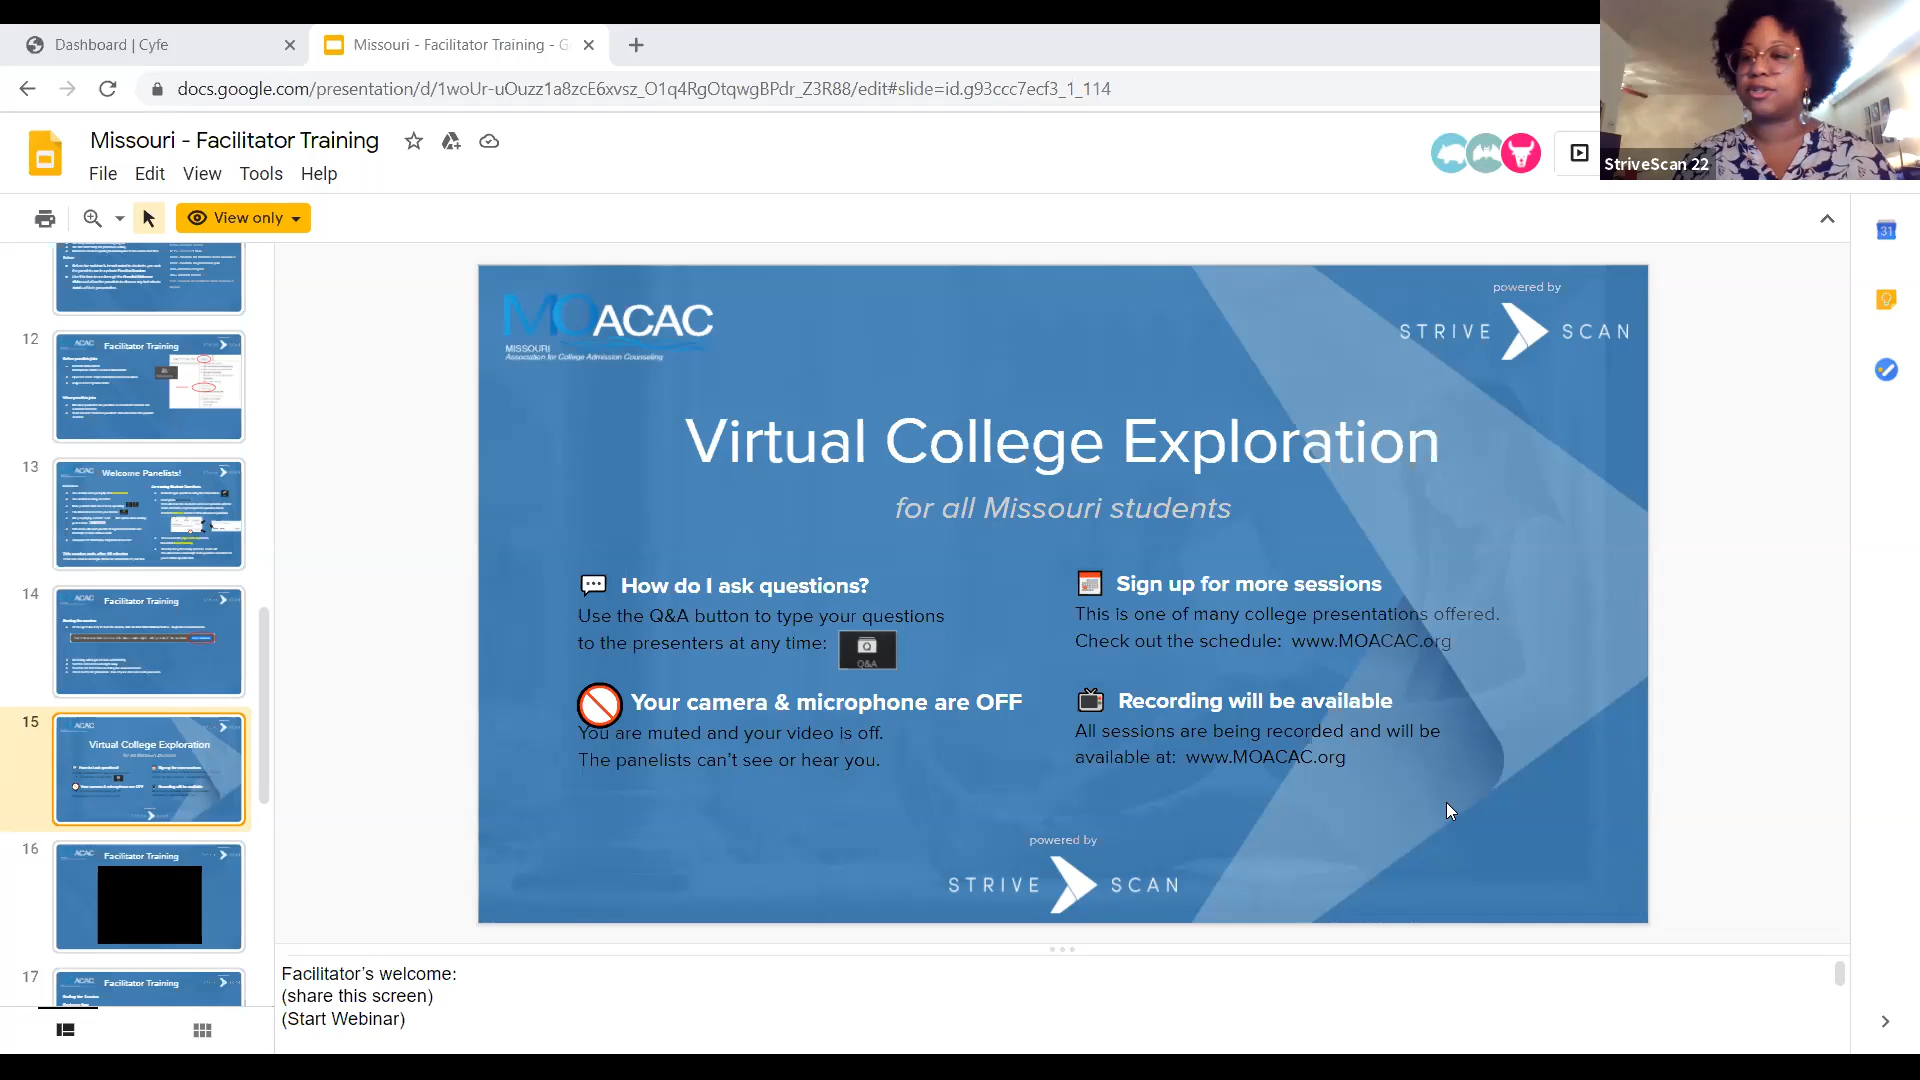 Dashboard | Cyfe
Missouri - Facilitator Training - G
docs.google.com/presentation/d/1woUr-uOuzz1a8zcE6xvsz_O1q4RgOtqwgBPdr_Z3R88/edit#slide=id.g93ccc7ecf3_1_114
StriveScan 22
Missouri - Facilitator Training
File Edit View Tools Help
View only
31
12
ACAC Facilitator Training
13
ACAC Welcome Panelists!
14
ACAC Facilitator Training
15
ACAC
Virtual College Exploration
16
ACAC Facilitator Training
17
ACAC Facilitator Training
MOACAC
MISSOURI
Association for College Admission Counseling
powered by
STRIVE SCAN
Virtual College Exploration
for all Missouri students
How do I ask questions?
Use the Q&A button to type your questions
to the presenters at any time:
Q&A
Your camera & microphone are OFF
You are muted and your video is off.
The panelists can't see or hear you.
Sign up for more sessions
This is one of many college presentations offered.
Check out the schedule: www.MOACAC.org
Recording will be available
All sessions are being recorded and will be
available at: www.MOACAC.org
powered by
STRIVE SCAN
Facilitator's welcome:
(share this screen)
(Start Webinar)